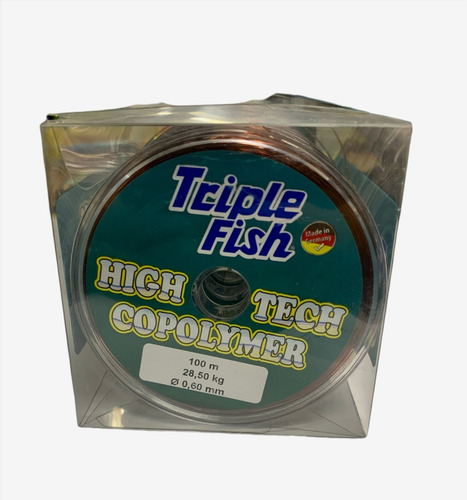 Triple
Fish
Made in
Germany
HIGH TECH
COPOLYMER
100 m
28,50 kg
Ø 0,60 mm